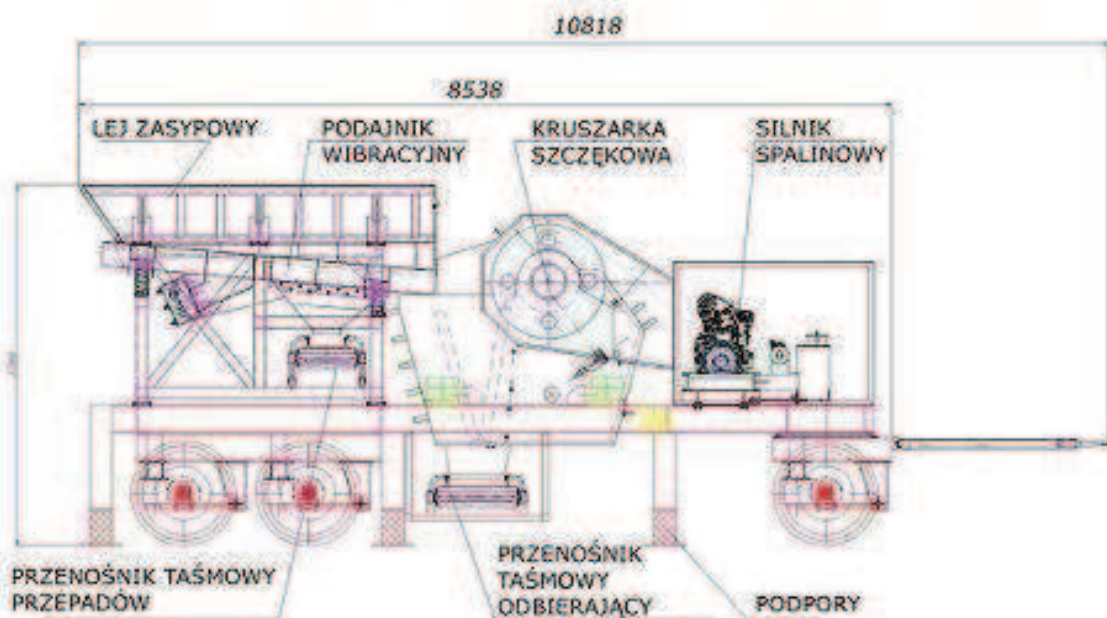 10818
8538
LEJ ZASYPOWY
PODAJNIK
WIBRACYJNY
KRUSZARKA
SZCZĘKOWA
SILNIK
SPALINOWY
PRZENOŚNIK TAŚMOWY
PRZEPADÓW
PRZENOŚNIK
TAŚMOWY
ODBIERAJĄCY
PODPORY